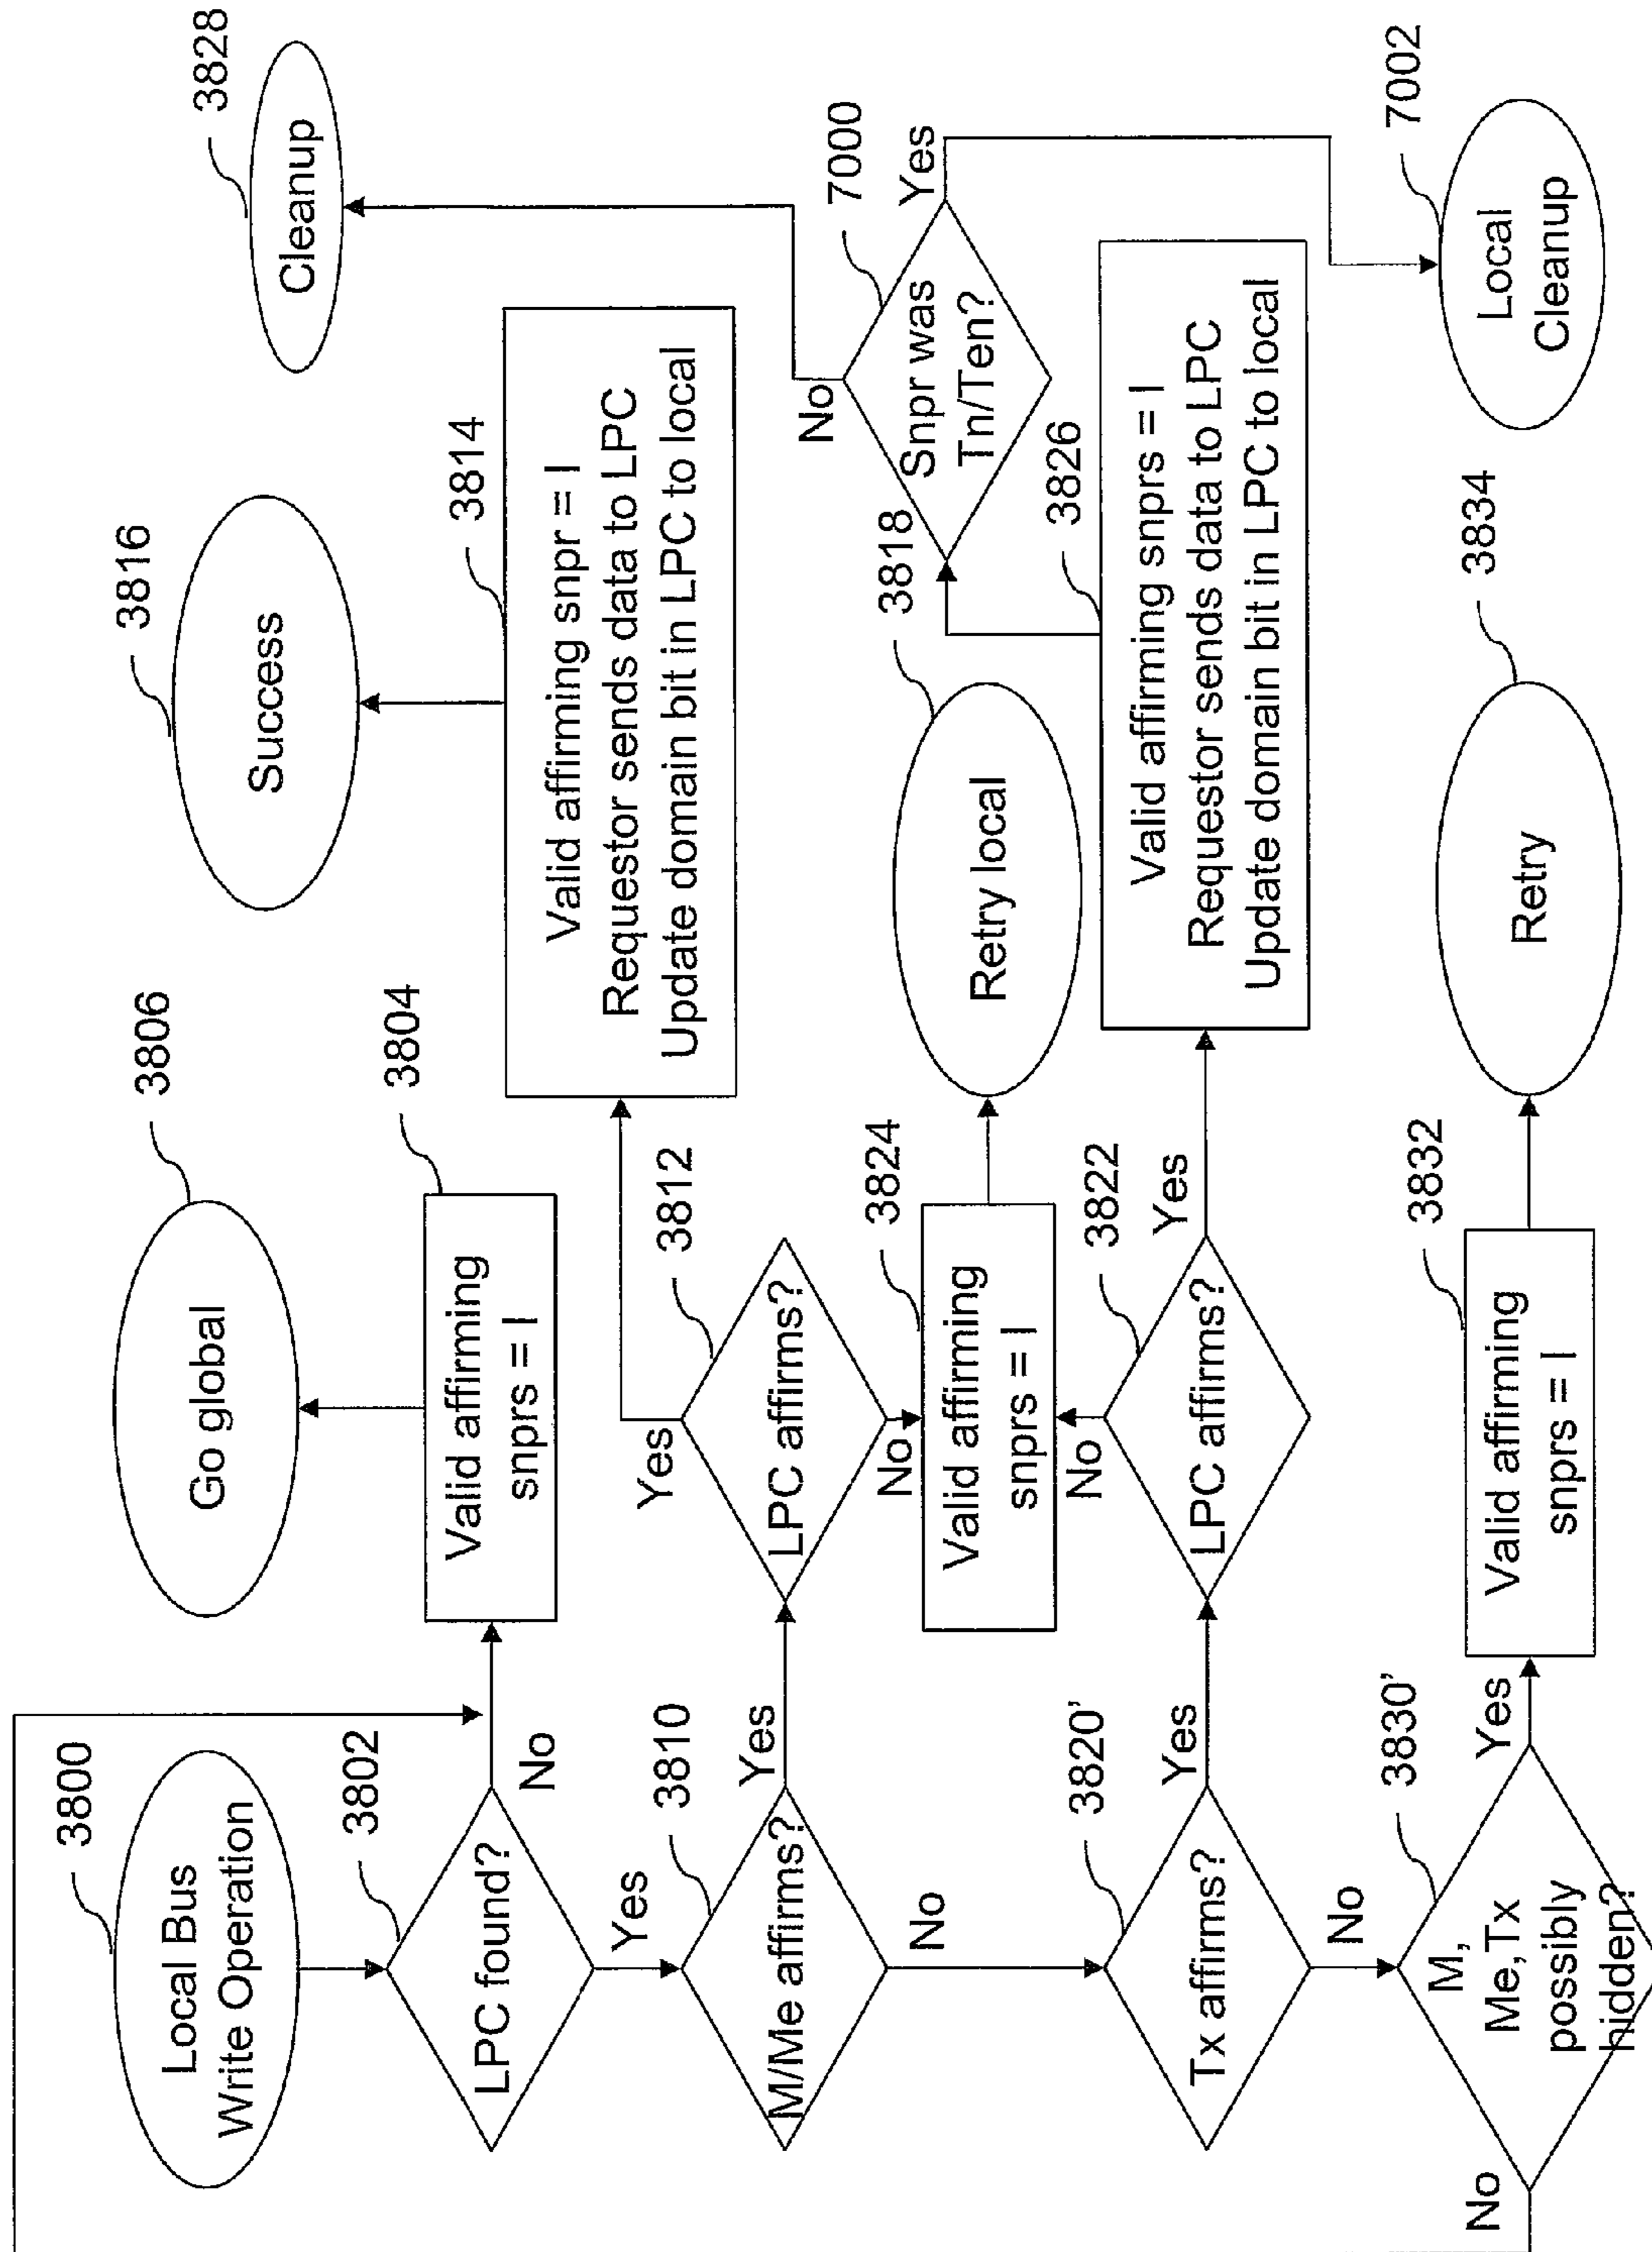 3800
Local Bus
Write Operation
3802
LPC found?
No
Yes
3804
Valid affirming
snprs = I
3806
Go global
3810
M/Me affirms?
Yes
No
3812
LPC affirms?
Yes
No
3814
Valid affirming snpr = I
Requestor sends data to LPC
Update domain bit in LPC to local
3816
Success
3824
Valid affirming
snprs = I
3818
Retry local
3820’
Tx affirms?
Yes
No
3822
LPC affirms?
No
Yes
3826
Valid affirming snprs = I
Requestor sends data to LPC
Update domain bit in LPC to local
7000
Snpr was
Tn/Ten?
No
Yes
3828
Cleanup
7002
Local
Cleanup
3830’
M,
Me,Tx
possibly
hidden?
Yes
No
3832
Valid affirming
snprs = I
3834
Retry